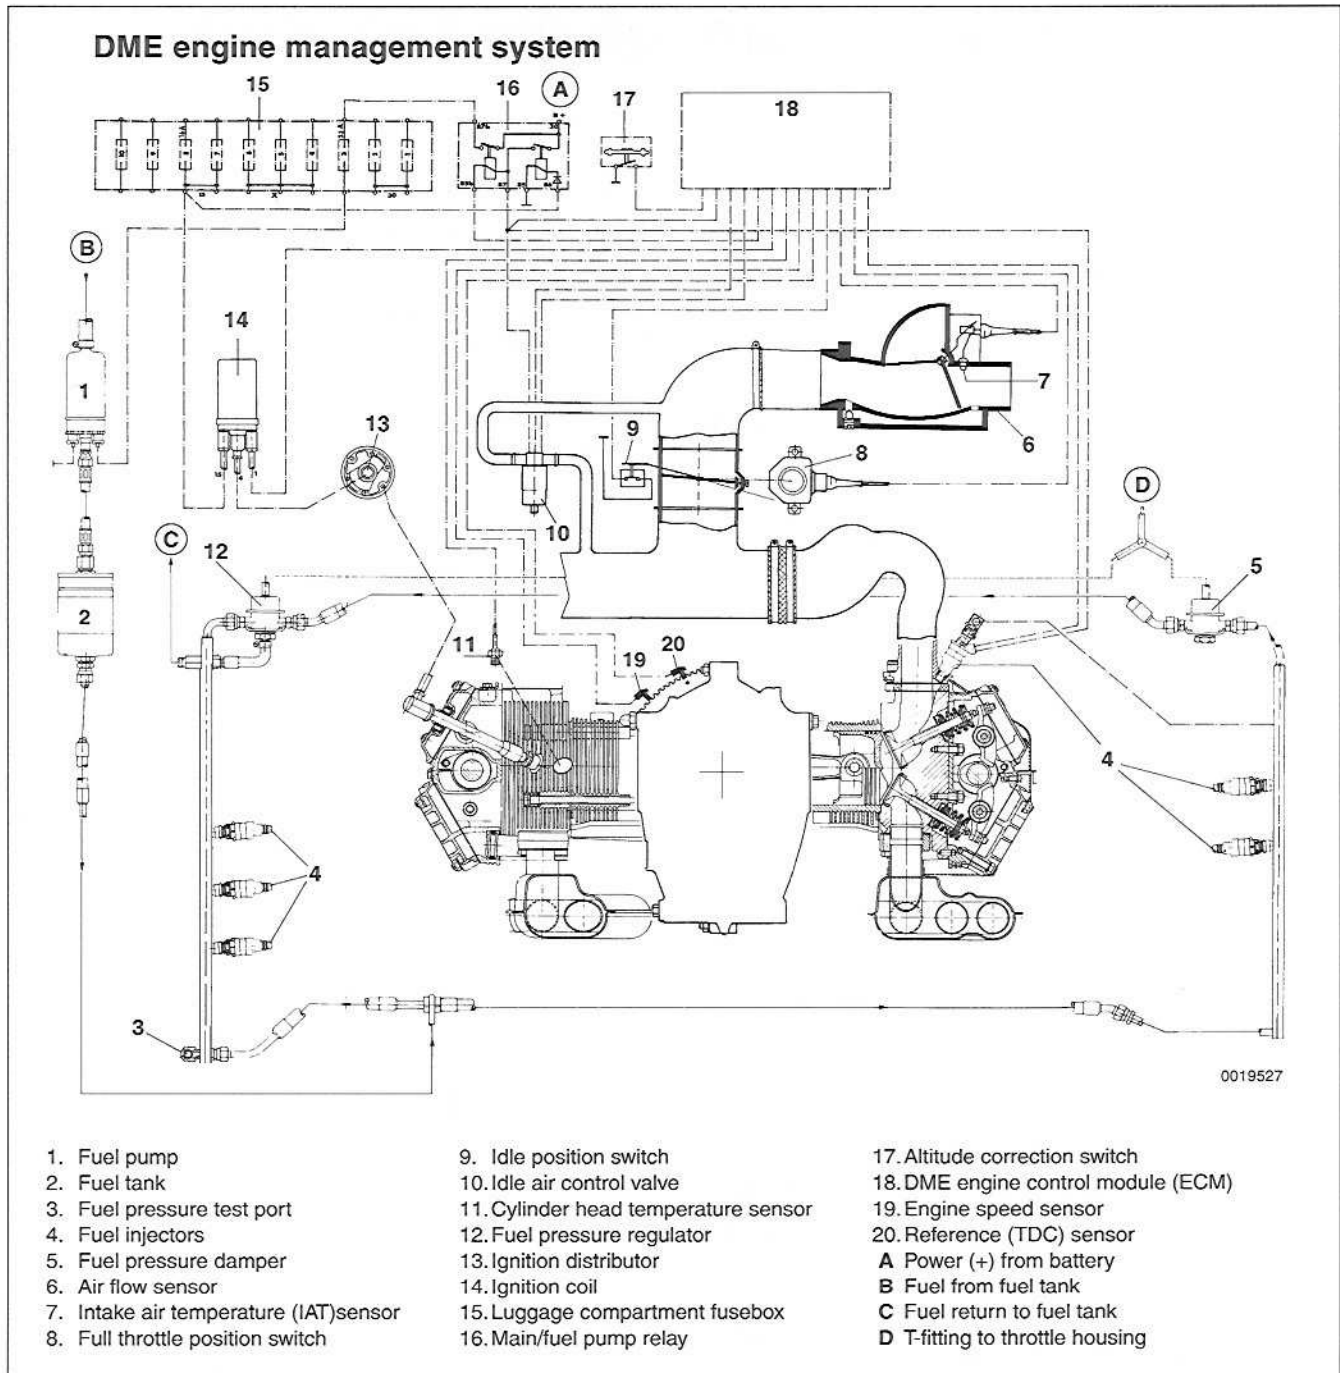 DME engine management system
15
16
A
17
18
B
14
1
13
9
8
7
6
10
D
C
12
5
2
11
20
19
4
4
3
0019527
1. Fuel pump
2. Fuel tank
3. Fuel pressure test port
4. Fuel injectors
5. Fuel pressure damper
6. Air flow sensor
7. Intake air temperature (IAT)sensor
8. Full throttle position switch
9. Idle position switch
10. Idle air control valve
11. Cylinder head temperature sensor
12. Fuel pressure regulator
13. Ignition distributor
14. Ignition coil
15. Luggage compartment fusebox
16. Main/fuel pump relay
17. Altitude correction switch
18. DME engine control module (ECM)
19. Engine speed sensor
20. Reference (TDC) sensor
A Power (+) from battery
B Fuel from fuel tank
C Fuel return to fuel tank
D T-fitting to throttle housing